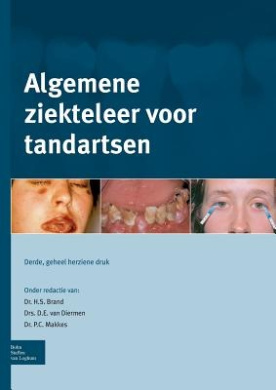 Algemene
ziekteleer voor
tandartsen
Derde, geheel herziene druk
Onder redactie van:
Dr. H.S. Brand
Drs. D.E. van Diermen
Dr. P.C. Makkes
Bohn
Stafleu
van Loghum